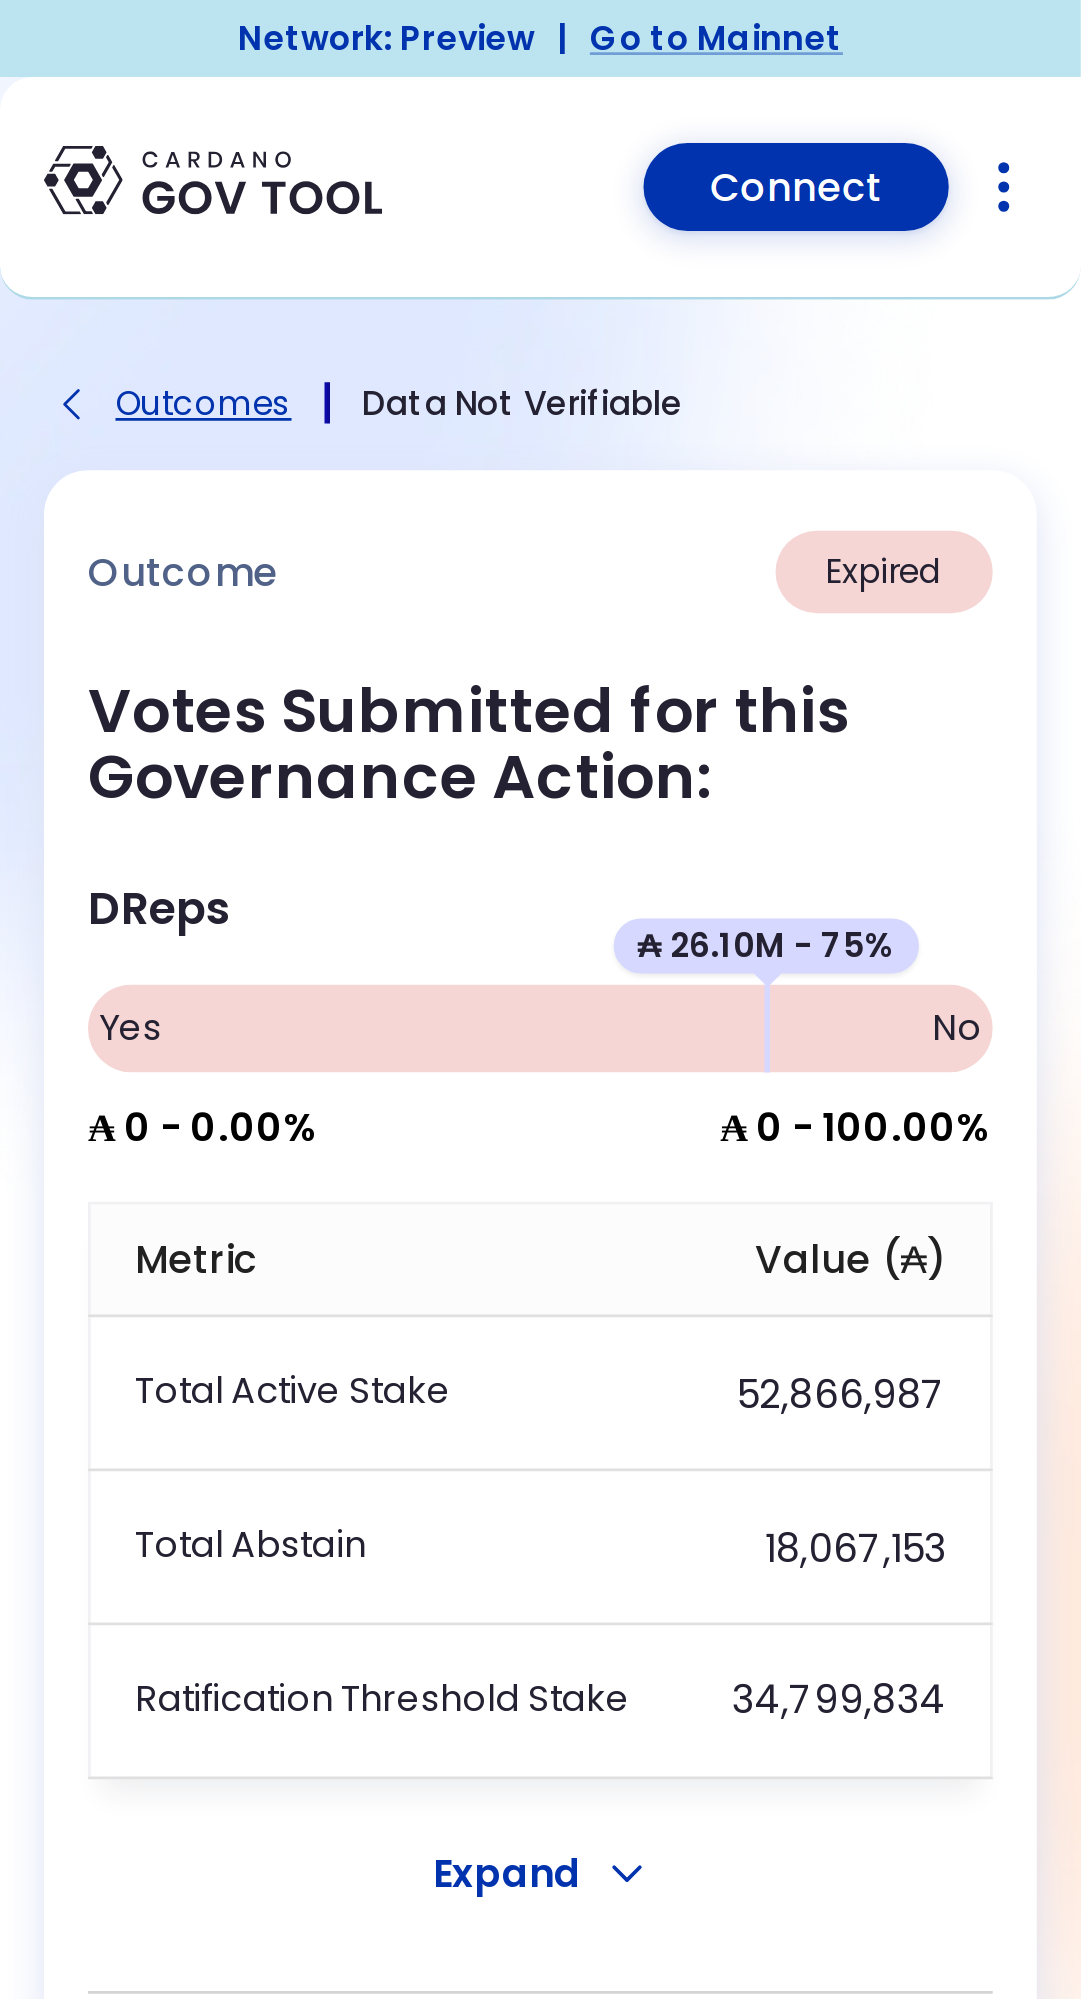 Network: Preview | Go to Mainnet
CARDANO
GOV TOOL
Connect
Outcomes | Data Not Verifiable
Outcome
Expired
Votes Submitted for this
Governance Action:
DReps
₳ 26.10M - 75%
Yes
No
₳ 0 - 0.00%
₳ 0 - 100.00%
Metric
Value (₳)
Total Active Stake
52,866,987
Total Abstain
18,067,153
Ratification Threshold Stake
34,799,834
Expand